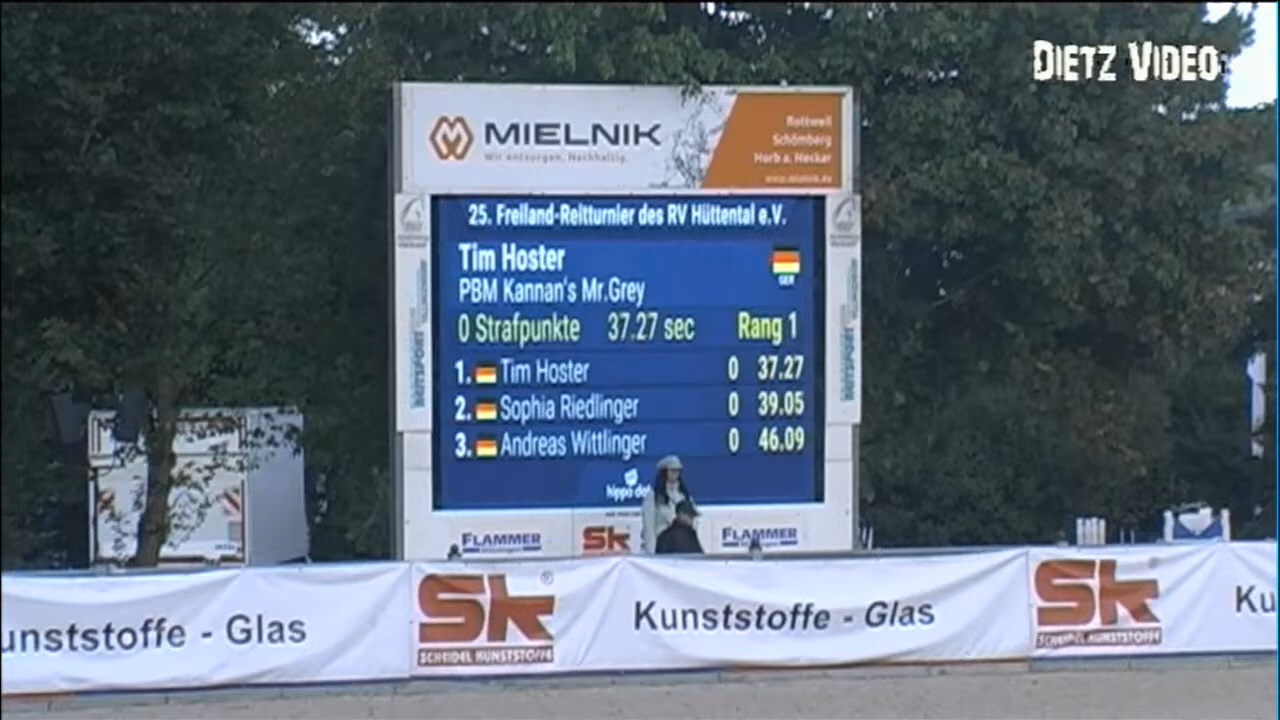 DIETZ VIDEO
MIELNIK
Wir entsorgen. Nachhaltig.
Rottweil
Schömberg
Horb a. Neckar
www.mielnik.de
25. Freiland-Reitturnier des RV Hüttental e.V.
Tim Hoster
GER
PBM Kannan's Mr.Grey
0 Strafpunkte 37.27 sec Rang 1
1. Tim Hoster 0 37.27
2. Sophia Riedlinger 0 39.05
3. Andreas Wittlinger 0 46.09
FLAMMER
SK
FLAMMER
unststoffe - Glas
SK ®
SCHEIDEL KUNSTSTOFFE
Kunststoffe - Glas
SK
SCHEIDEL KUNSTSTOFFE
Ku